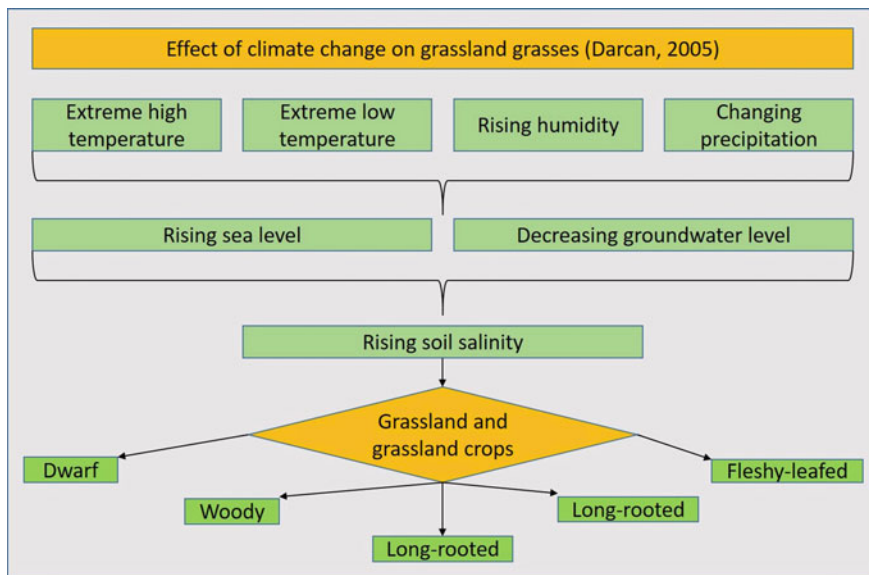 Effect of climate change on grassland grasses (Darcan, 2005)
Extreme high
temperature
Extreme low
temperature
Rising humidity
Changing
precipitation
Rising sea level
Decreasing groundwater level
Rising soil salinity
Grassland and
grassland crops
Dwarf
Fleshy-leafed
Woody
Long-rooted
Long-rooted